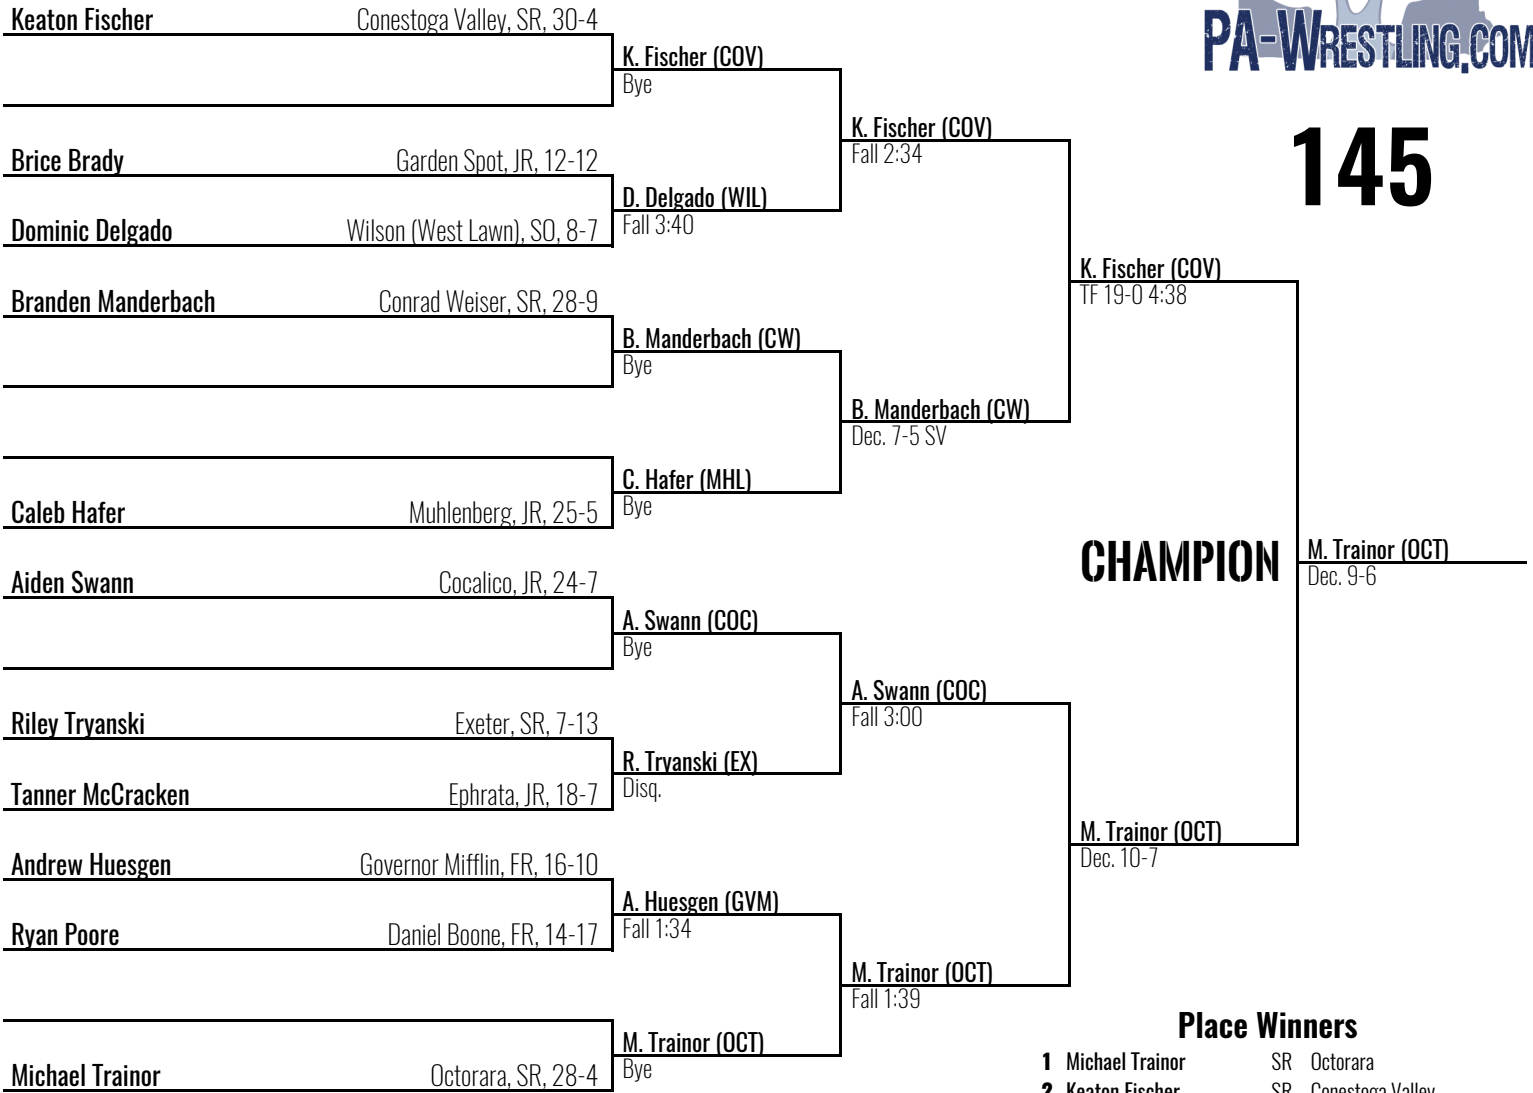 Keaton Fischer Conestoga Valley, SR, 30-4
PA-WRESTLING.COM
K. Fischer (COV)
Bye
K. Fischer (COV)
Fall 2:34
145
Brice Brady Garden Spot, JR, 12-12
D. Delgado (WIL)
Fall 3:40
Dominic Delgado Wilson (West Lawn), SO, 8-7
K. Fischer (COV)
TF 19-0 4:38
Branden Manderbach Conrad Weiser, SR, 28-9
B. Manderbach (CW)
Bye
B. Manderbach (CW)
Dec. 7-5 SV
C. Hafer (MHL)
Bye
Caleb Hafer Muhlenberg, JR, 25-5
CHAMPION
M. Trainor (OCT)
Dec. 9-6
Aiden Swann Cocalico, JR, 24-7
A. Swann (COC)
Bye
A. Swann (COC)
Fall 3:00
Riley Tryanski Exeter, SR, 7-13
R. Tryanski (EX)
Disq.
Tanner McCracken Ephrata, JR, 18-7
M. Trainor (OCT)
Dec. 10-7
Andrew Huesgen Governor Mifflin, FR, 16-10
A. Huesgen (GVM)
Fall 1:34
Ryan Poore Daniel Boone, FR, 14-17
M. Trainor (OCT)
Fall 1:39
M. Trainor (OCT)
Bye
Michael Trainor Octorara, SR, 28-4
Place Winners
1 Michael Trainor SR Octorara
2 Keaton Fischer SR Conestoga Valley